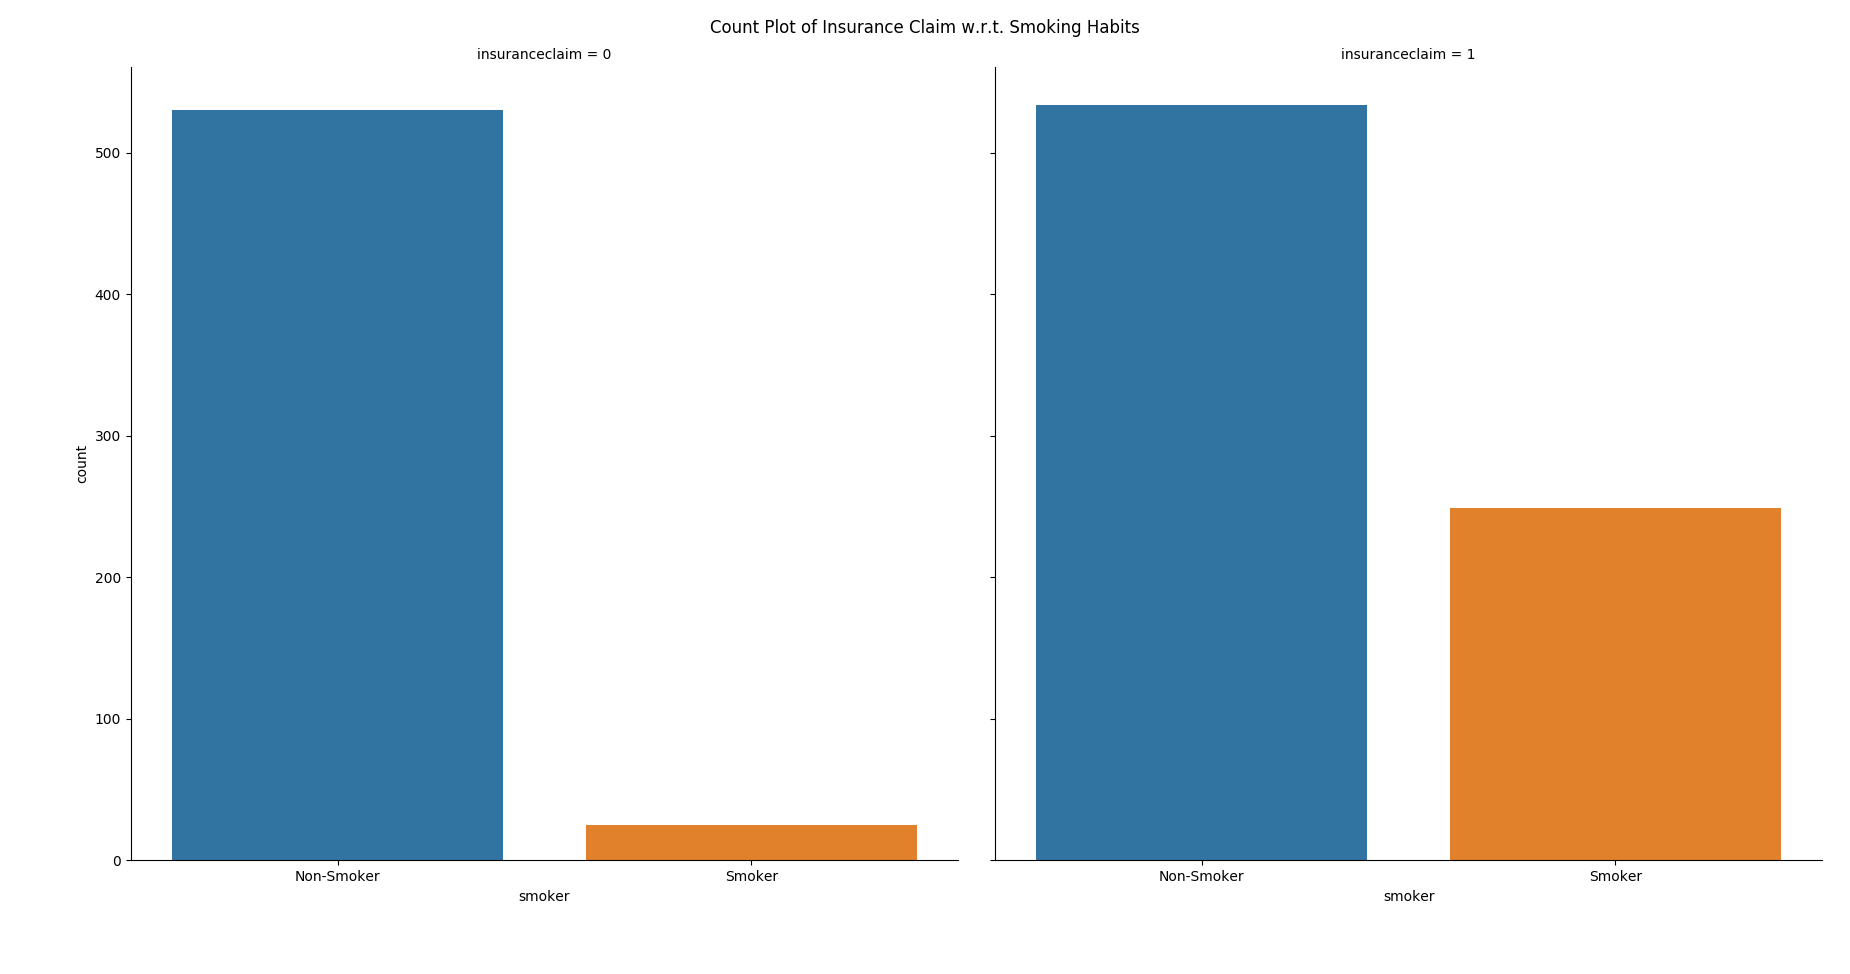 Count Plot of Insurance Claim w.r.t. Smoking Habits
insuranceclaim = 0
insuranceclaim = 1
500
400
300
200
100
0
count
Non-Smoker
Smoker
smoker
Non-Smoker
Smoker
smoker